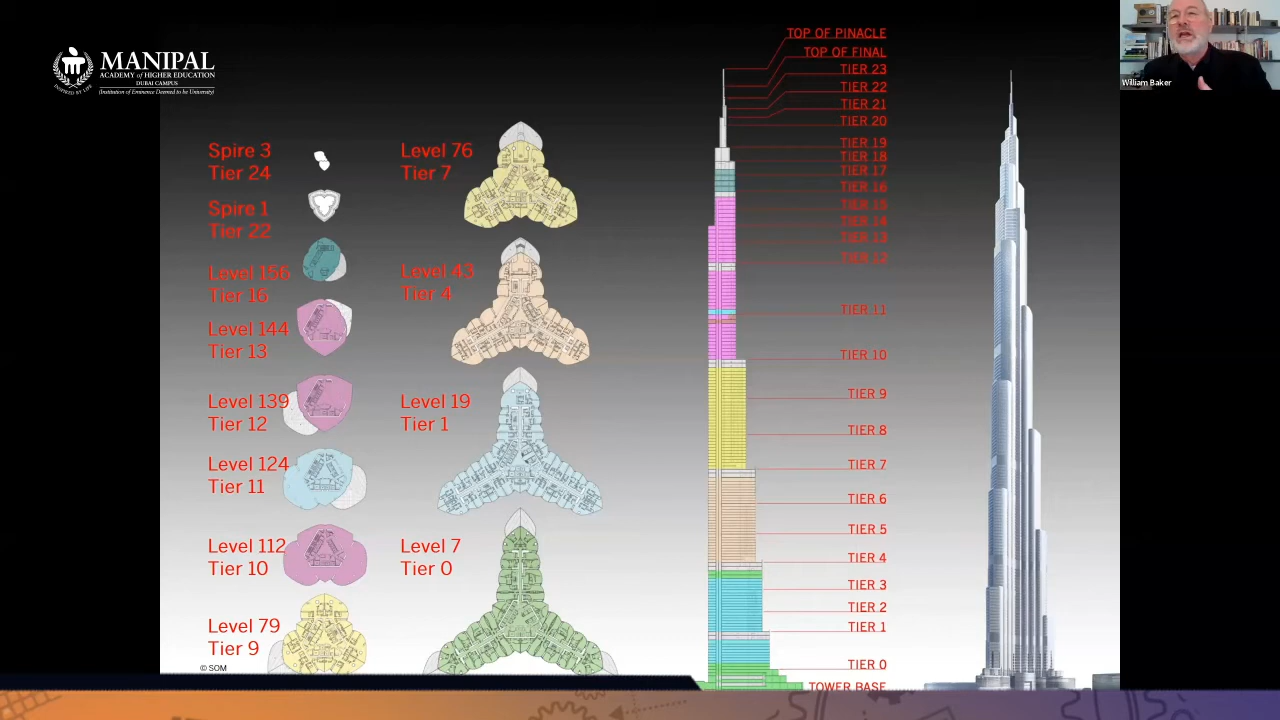 MANIPAL
ACADEMY of HIGHER EDUCATION
DUBAI CAMPUS
(Institution of Eminence Deemed to be University)
INSPIRED BY LIFE
William Baker
Spire 3
Tier 24
Spire 1
Tier 22
Level 156
Tier 16
Level 144
Tier 13
Level 139
Tier 12
Level 124
Tier 11
Level 112
Tier 10
Level 79
Tier 9
© SOM
Level 76
Tier 7
Level 43
Tier 4
Level 19
Tier 1
Level 7
Tier 0
TOP OF PINACLE
TOP OF FINAL
TIER 23
TIER 22
TIER 21
TIER 20
TIER 19
TIER 18
TIER 17
TIER 16
TIER 15
TIER 14
TIER 13
TIER 12
TIER 11
TIER 10
TIER 9
TIER 8
TIER 7
TIER 6
TIER 5
TIER 4
TIER 3
TIER 2
TIER 1
TIER 0
TOWER BASE